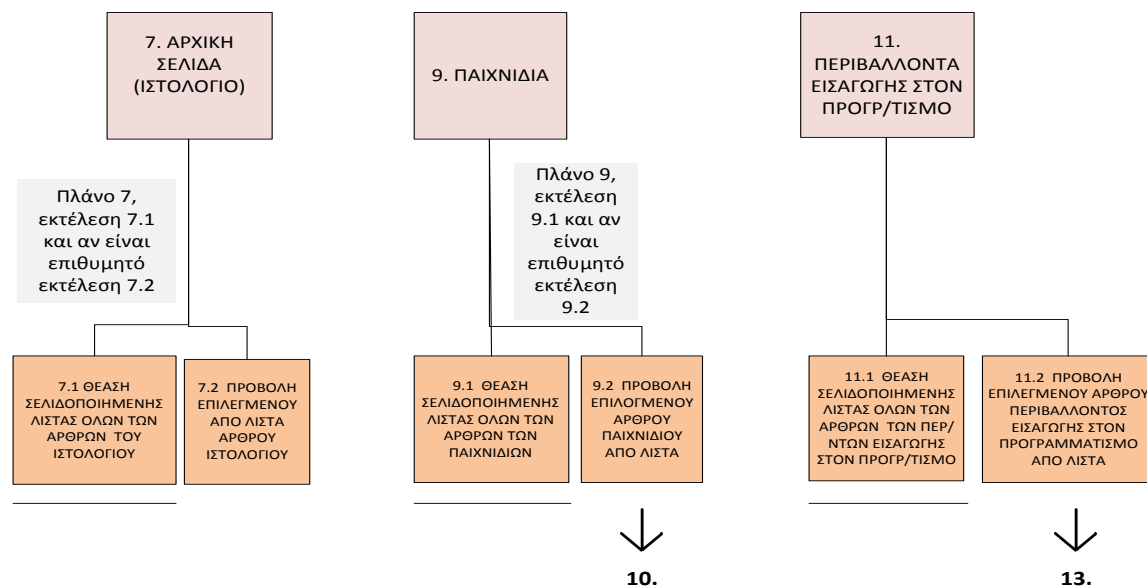 7. ΑΡΧΙΚΗ
ΣΕΛΙΔΑ
(ΙΣΤΟΛΟΓΙΟ)
9. ΠΑΙΧΝΙΔΙΑ
11.
ΠΕΡΙΒΑΛΛΟΝΤΑ
ΕΙΣΑΓΩΓΗΣ ΣΤΟΝ
ΠΡΟΓΡ/ΤΙΣΜΟ
Πλάνο 7,
εκτέλεση 7.1
και αν είναι
επιθυμητό
εκτέλεση 7.2
Πλάνο 9,
εκτέλεση
9.1 και αν
είναι
επιθυμητό
εκτέλεση
9.2
7.1 ΘΕΑΣΗ
ΣΕΛΙΔΟΠΟΙΗΜΕΝΗΣ
ΛΙΣΤΑΣ ΟΛΩΝ ΤΩΝ
ΑΡΘΡΩΝ ΤΟΥ
ΙΣΤΟΛΟΓΙΟΥ
7.2 ΠΡΟΒΟΛΗ
ΕΠΙΛΕΓΜΕΝΟΥ
ΑΠΟ ΛΙΣΤΑ
ΑΡΘΡΟΥ
ΙΣΤΟΛΟΓΙΟΥ
9.1 ΘΕΑΣΗ
ΣΕΛΙΔΟΠΟΙΗΜΕΝΗΣ
ΛΙΣΤΑΣ ΟΛΩΝ ΤΩΝ
ΑΡΘΡΩΝ ΤΩΝ
ΠΑΙΧΝΙΔΙΩΝ
9.2 ΠΡΟΒΟΛΗ
ΕΠΙΛΟΓΜΕΝΟΥ
ΑΡΘΡΟΥ
ΠΑΙΧΝΙΔΙΟΥ
ΑΠΟ ΛΙΣΤΑ
11.1 ΘΕΑΣΗ
ΣΕΛΙΔΟΠΟΙΗΜΕΝΗΣ
ΛΙΣΤΑΣ ΟΛΩΝ ΤΩΝ
ΑΡΘΡΩΝ ΤΩΝ ΠΕΡ/
ΝΤΩΝ ΕΙΣΑΓΩΓΗΣ
ΣΤΟΝ ΠΡΟΓΡ/ΤΙΣΜΟ
11.2 ΠΡΟΒΟΛΗ
ΕΠΙΛΕΓΜΕΝΟΥ ΑΡΘΡΟΥ
ΠΕΡΙΒΑΛΛΟΝΤΟΣ
ΕΙΣΑΓΩΓΗΣ ΣΤΟΝ
ΠΡΟΓΡΑΜΜΑΤΙΣΜΟ
ΑΠΟ ΛΙΣΤΑ
10.
13.